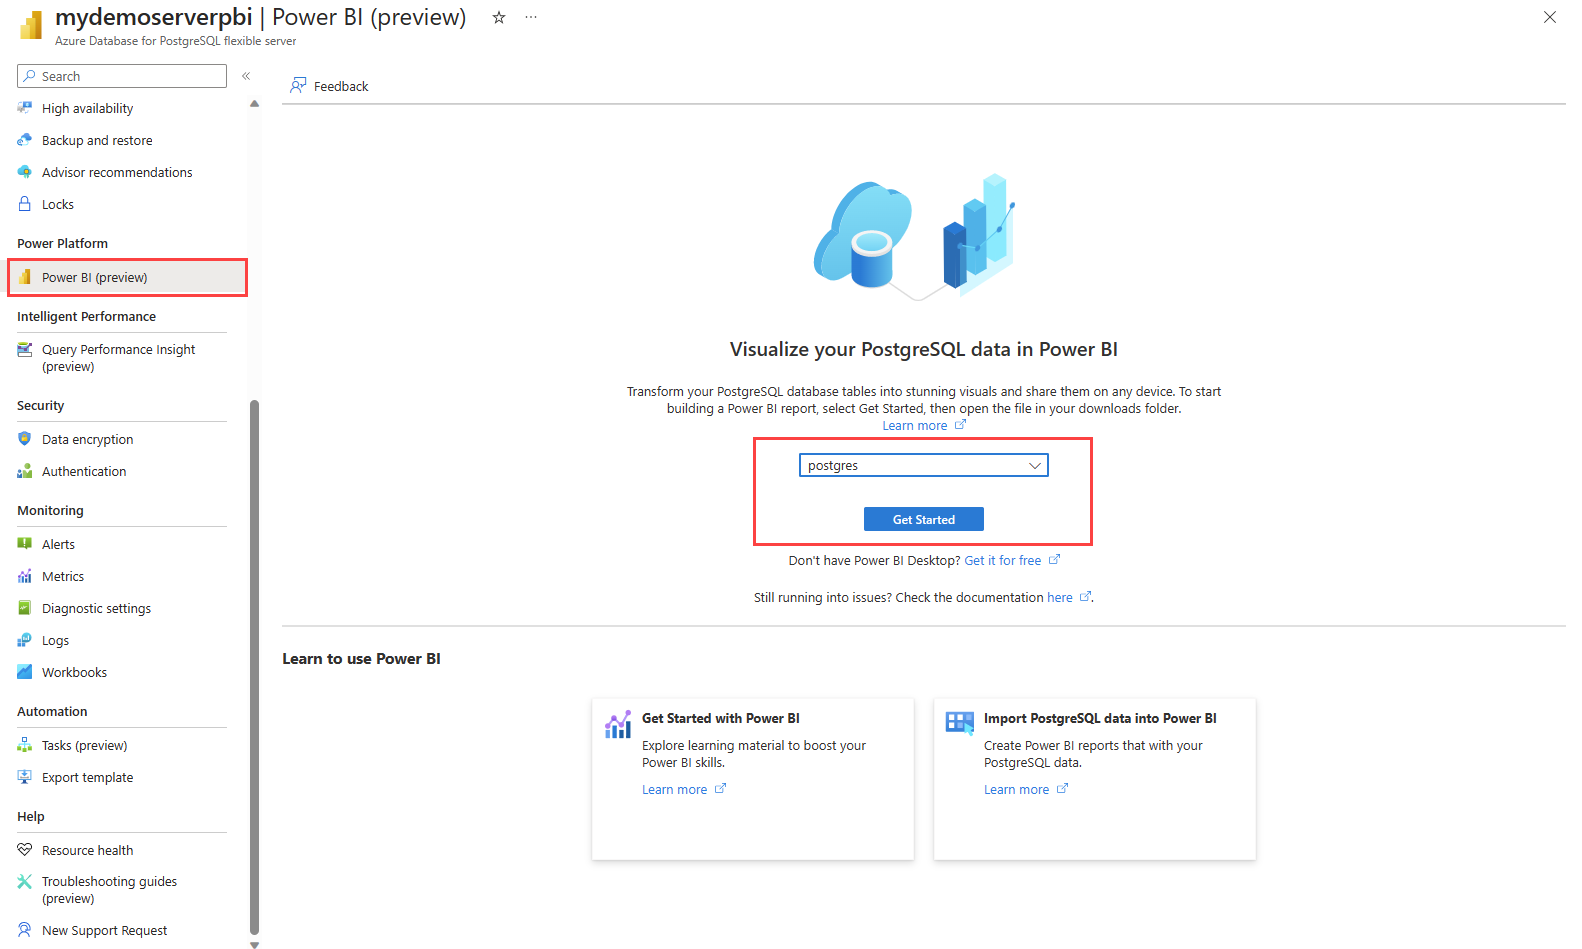 mydemoserverpbi | Power BI (preview)
Azure Database for PostgreSQL flexible server
Search
High availability
Backup and restore
Advisor recommendations
Locks
Power Platform
Power BI (preview)
Intelligent Performance
Query Performance Insight
(preview)
Security
Data encryption
Authentication
Monitoring
Alerts
Metrics
Diagnostic settings
Logs
Workbooks
Automation
Tasks (preview)
Export template
Help
Resource health
Troubleshooting guides
(preview)
New Support Request
Feedback
Visualize your PostgreSQL data in Power BI
Transform your PostgreSQL database tables into stunning visuals and share them on any device. To start
building a Power BI report, select Get Started, then open the file in your downloads folder.
Learn more
postgres
Get Started
Don't have Power BI Desktop? Get it for free
Still running into issues? Check the documentation here .
Learn to use Power BI
Get Started with Power BI
Explore learning material to boost your
Power BI skills.
Learn more
Import PostgreSQL data into Power BI
Create Power BI reports that with your
PostgreSQL data.
Learn more